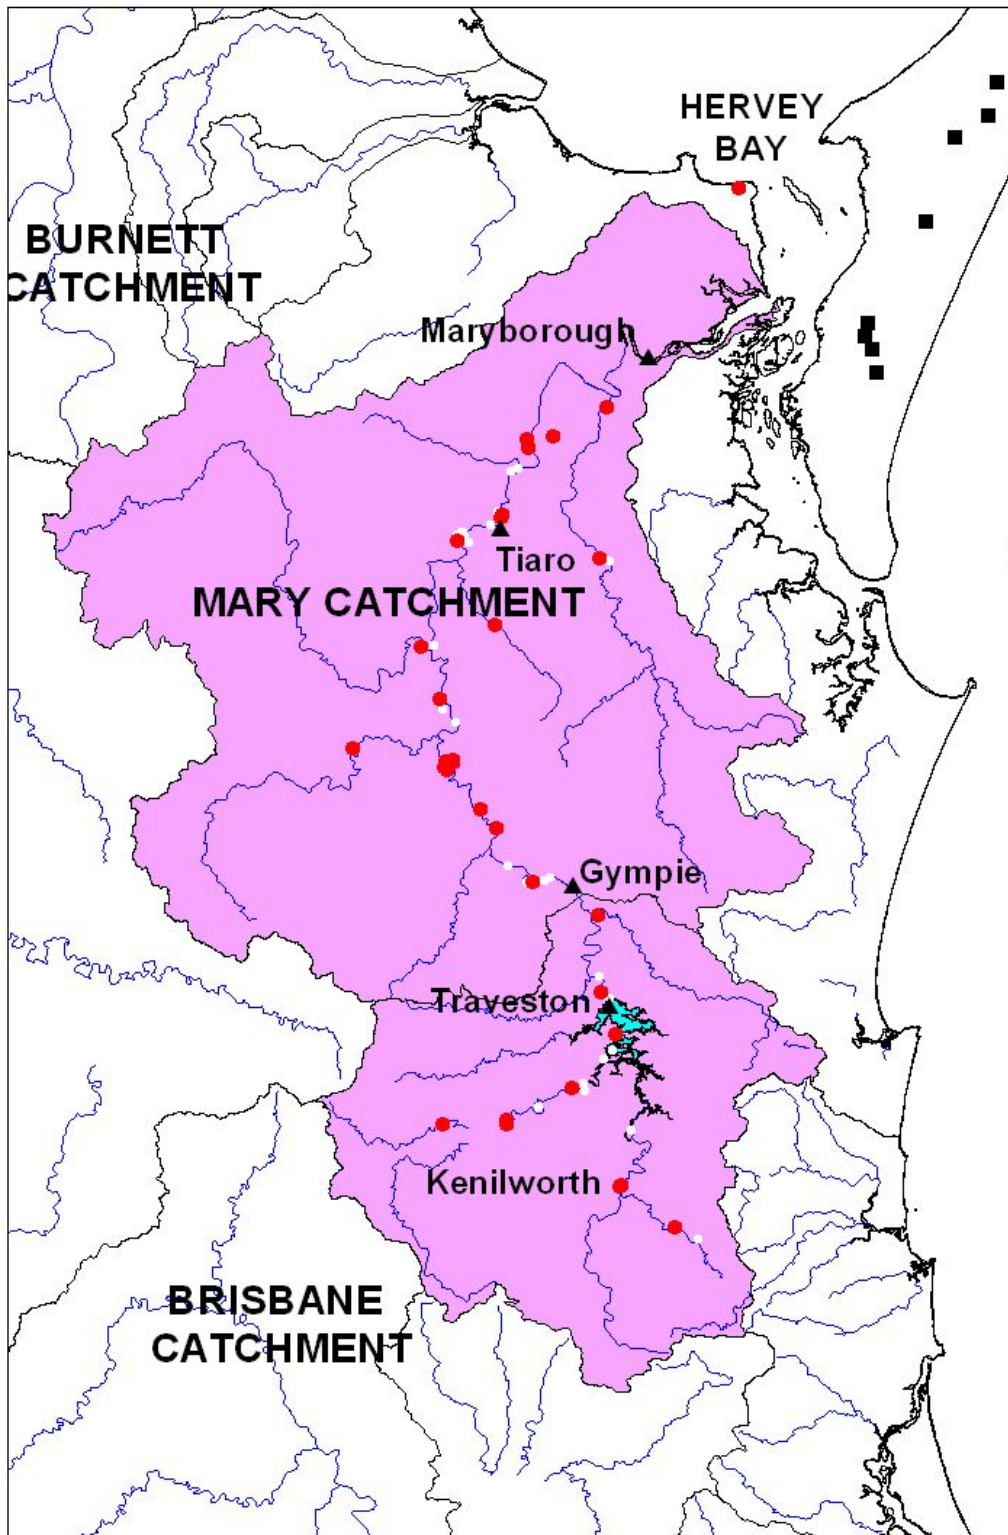 HERVEY
BAY
BURNETT
CATCHMENT
Maryborough
Tiaro
MARY CATCHMENT
Gympie
Traveston
Kenilworth
BRISBANE
CATCHMENT